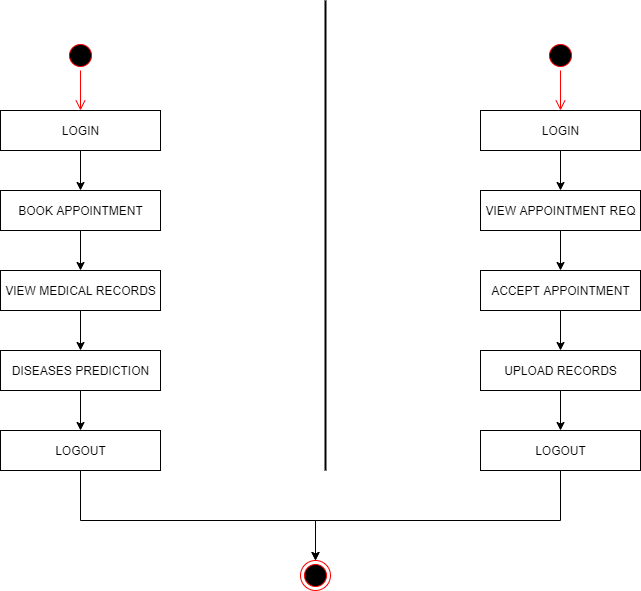 LOGIN
BOOK APPOINTMENT
VIEW MEDICAL RECORDS
DISEASES PREDICTION
LOGOUT
LOGIN
VIEW APPOINTMENT REQ
ACCEPT APPOINTMENT
UPLOAD RECORDS
LOGOUT